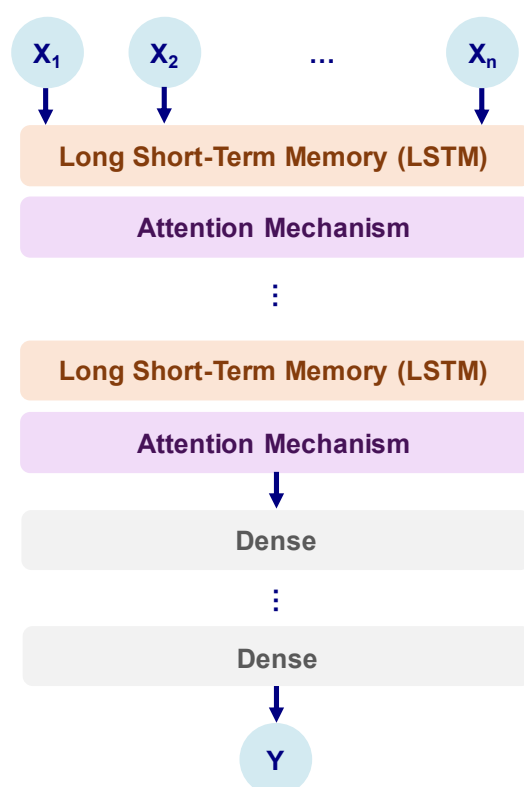 X₁ X₂ ... Xₙ
Long Short-Term Memory (LSTM)
Attention Mechanism
⋮
Long Short-Term Memory (LSTM)
Attention Mechanism
Dense
⋮
Dense
Y